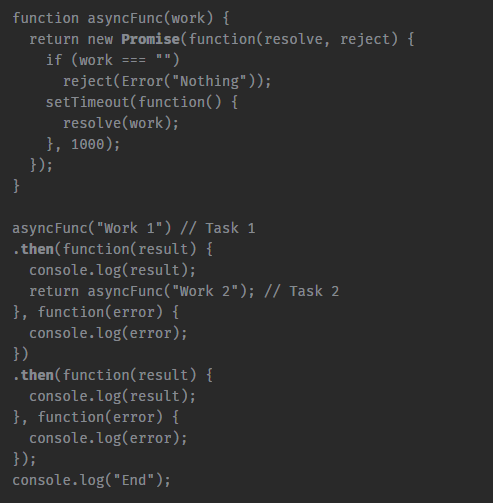 function asyncFunc(work) {
  return new Promise(function(resolve, reject) {
    if (work === "")
      reject(Error("Nothing"));
    setTimeout(function() {
      resolve(work);
    }, 1000);
  });
}

asyncFunc("Work 1") // Task 1
.then(function(result) {
  console.log(result);
  return asyncFunc("Work 2"); // Task 2
}, function(error) {
  console.log(error);
})
.then(function(result) {
  console.log(result);
}, function(error) {
  console.log(error);
});
console.log("End");